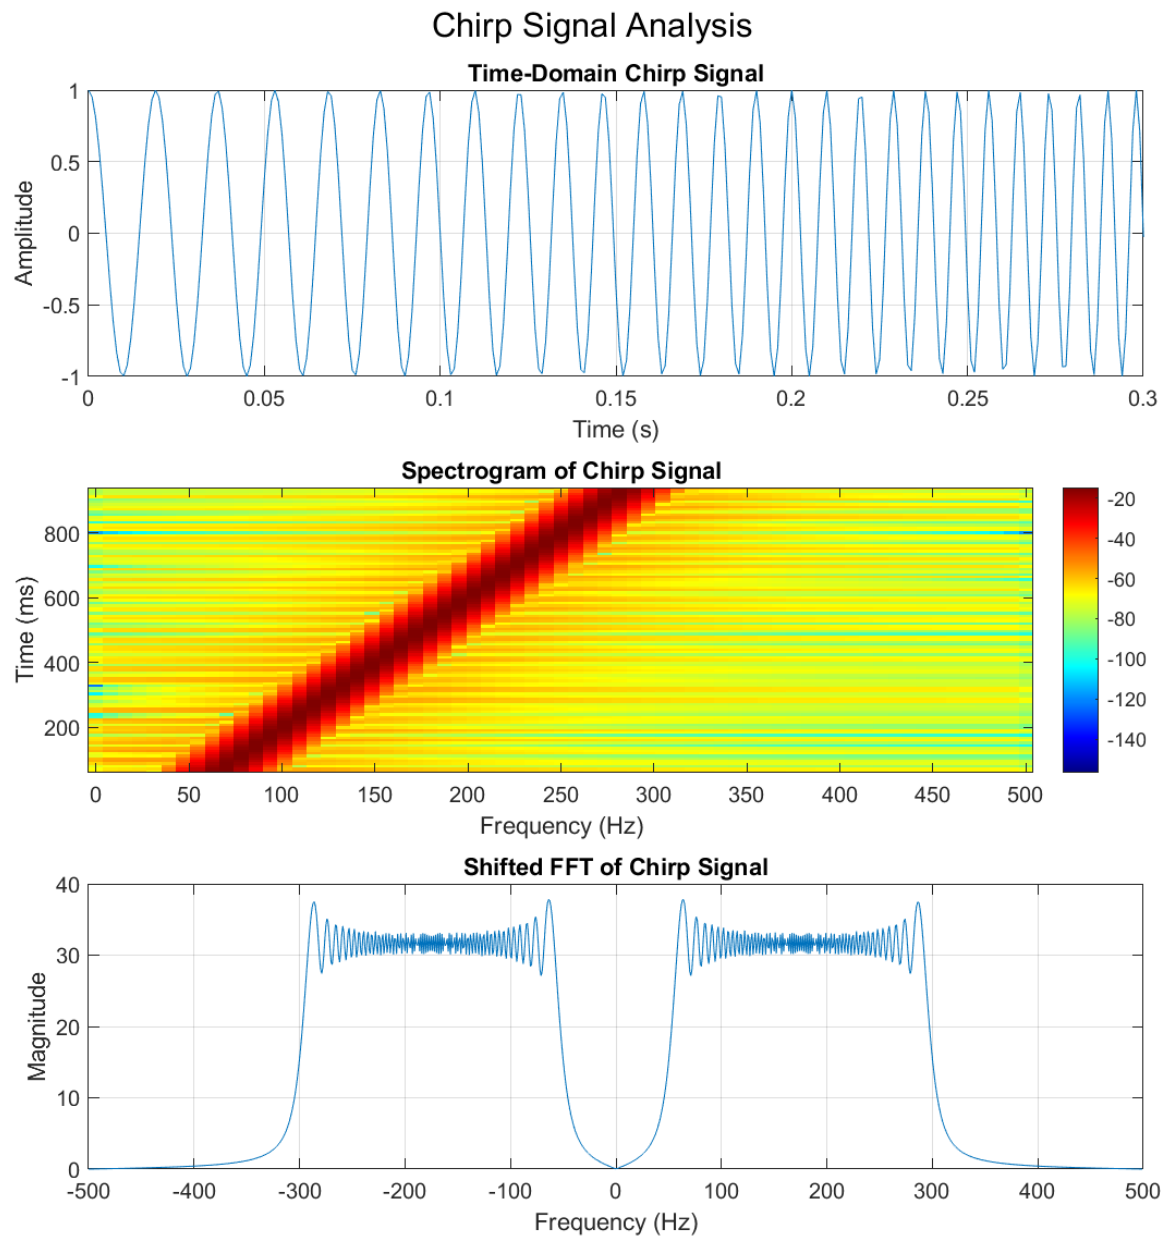 Chirp Signal Analysis
Time-Domain Chirp Signal
1
0.5
0
-0.5
-1
Amplitude
0 0.05 0.1 0.15 0.2 0.25 0.3
Time (s)
Spectrogram of Chirp Signal
800
600
400
200
Time (ms)
0 50 100 150 200 250 300 350 400 450 500
Frequency (Hz)
-20
-40
-60
-80
-100
-120
-140
Shifted FFT of Chirp Signal
40
30
20
10
0
Magnitude
-500 -400 -300 -200 -100 0 100 200 300 400 500
Frequency (Hz)